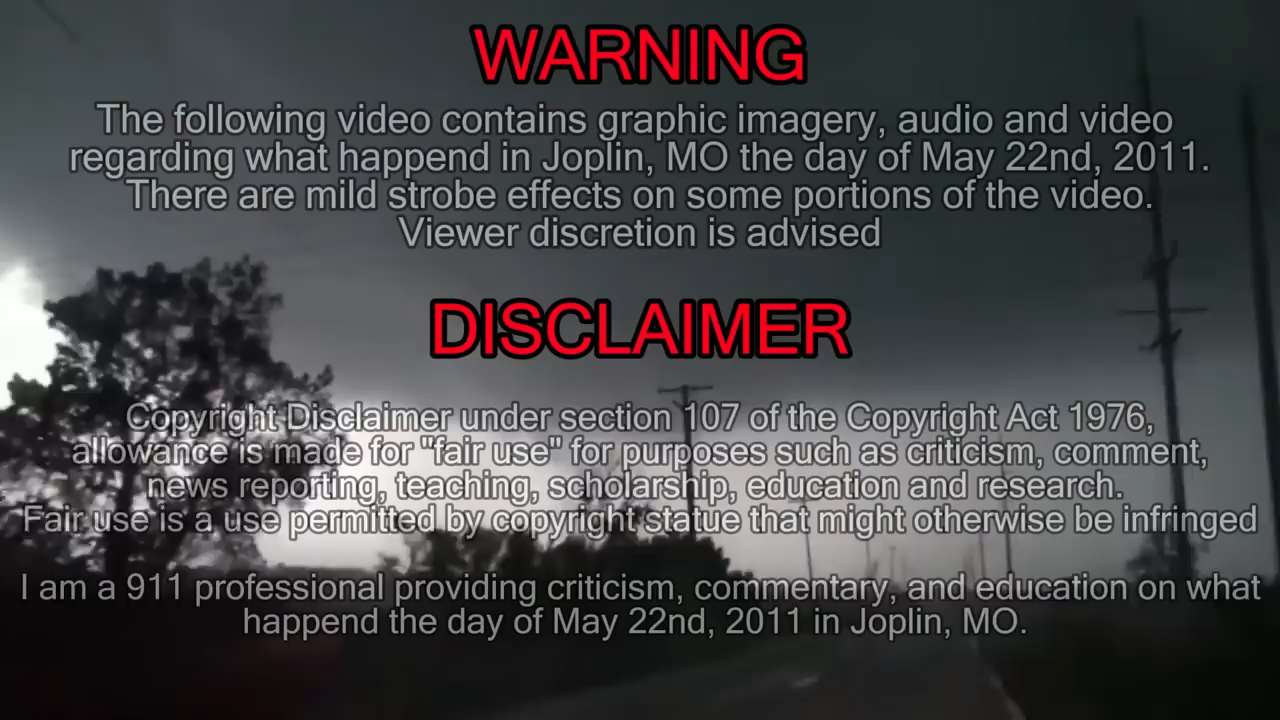 WARNING
The following video contains graphic imagery, audio and video
regarding what happend in Joplin, MO the day of May 22nd, 2011.
There are mild strobe effects on some portions of the video.
Viewer discretion is advised
DISCLAIMER
Copyright Disclaimer under section 107 of the Copyright Act 1976,
allowance is made for "fair use" for purposes such as criticism, comment,
news reporting, teaching, scholarship, education and research.
Fair use is a use permitted by copyright statue that might otherwise be infringed
I am a 911 professional providing criticism, commentary, and education on what
happend the day of May 22nd, 2011 in Joplin, MO.